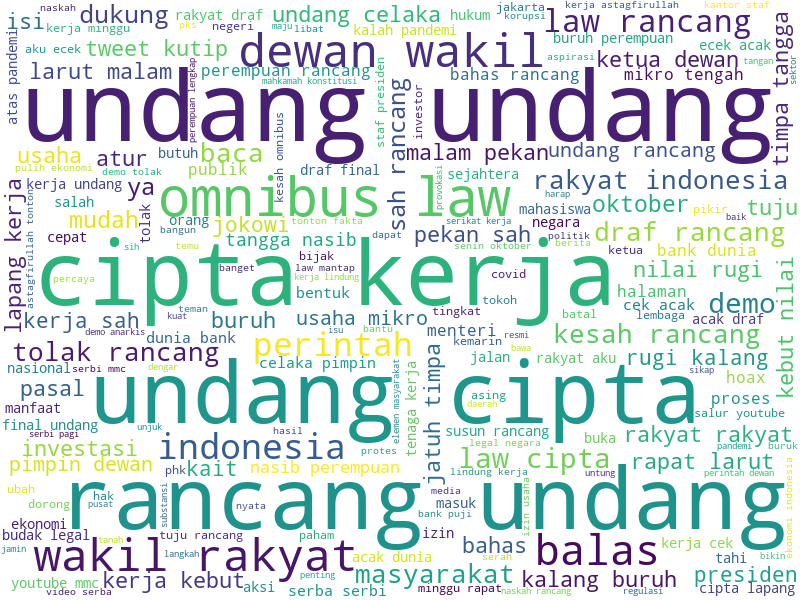 naskah
isi
dukung
rakyat draf
undang celaka
hukum
jakarta
korupsi
kerja astagfirullah
kantor staf
aku ecek
kerja minggu
pks
negeri
maju
libat
kalah pandemi
law rancang
buruh perempuan
ecek acak
tweet kutip
dewan wakil
aspirasi
ketua dewan
tangan
atas pandemi
larut malam
perempuan rancang
mahkamah konstitusi
staf presiden
bahas rancang
mikro tengah
timpa tangga
sektor
undang undang
perempuan lengkap
investor
usaha
atur
butuh
baca
kesah omnibus
sah rancang
malam pekan
undang rancang
pulih ekonomi
demo tolak
publik
draf final
sejahtera
rakyat indonesia
kerja undang
ya
omnibus law
provokasi
harap
salah
mudah
tolak
orang
jokowi
tonton fakta
serikat kerja
mahasiswa
oktober
pikir
tuju
lapang kerja
astagfirullah tonton
cepat
bangun
tangga nasib
dapat
pekan sah
negara
politik
baik
draf rancang
sih
temu
senin oktober
berita
ketua
bank dunia
cipta kerja
percaya
banget
bijak
law mantap
kerja lindung
covid
nilai rugi
teman
bentuk
tokoh
halaman
cek acak
demo
kebut nilai
kerja sah
kuat
buruh
usaha mikro
tingkat
batal
lembaga
acak draf
demo anarkis
isu
bantu
menteri
kemarin
resmi
kesah rancang
tolak rancang
dunia bank
perintah
jatuh timpa
bawa
nasional
serbi mmc
dengar
celaka pimpin
elemen masyarakat
tenaga kerja
jalan
rakyat aku
rugi kalang
sikap
pasal
undang cipta
asing
daerah
hoax
proses
manfaat
salur youtube
final undang
serbi pagi
unjuk
hasil
protes
susun rancang
buka
rakyat rakyat
investasi
indonesia
legal negara
pandemi
buruk
pimpin dewan
phk
kait
nasib perempuan
law cipta
rapat larut
ubah
lindung kerja
untung
perintah dewan
dorong
hak
pusat
substansi
nyata
rancang undang
media
masuk
izin usaha
ekonomi indonesia
bank puji
ekonomi
budak legal
tuju rancang
paham
izin
bahas
balas
kerja cek
jamin
tanah
wakil rakyat
langkah
acak dunia
seran
tahi
bikin
youtube mmc
kerja kebut
aksi
penting
serba serbi
masyarakat
kalang buruh
presiden
video serba
minggu rapat
naskah rancang
regulasi
cipta lapang